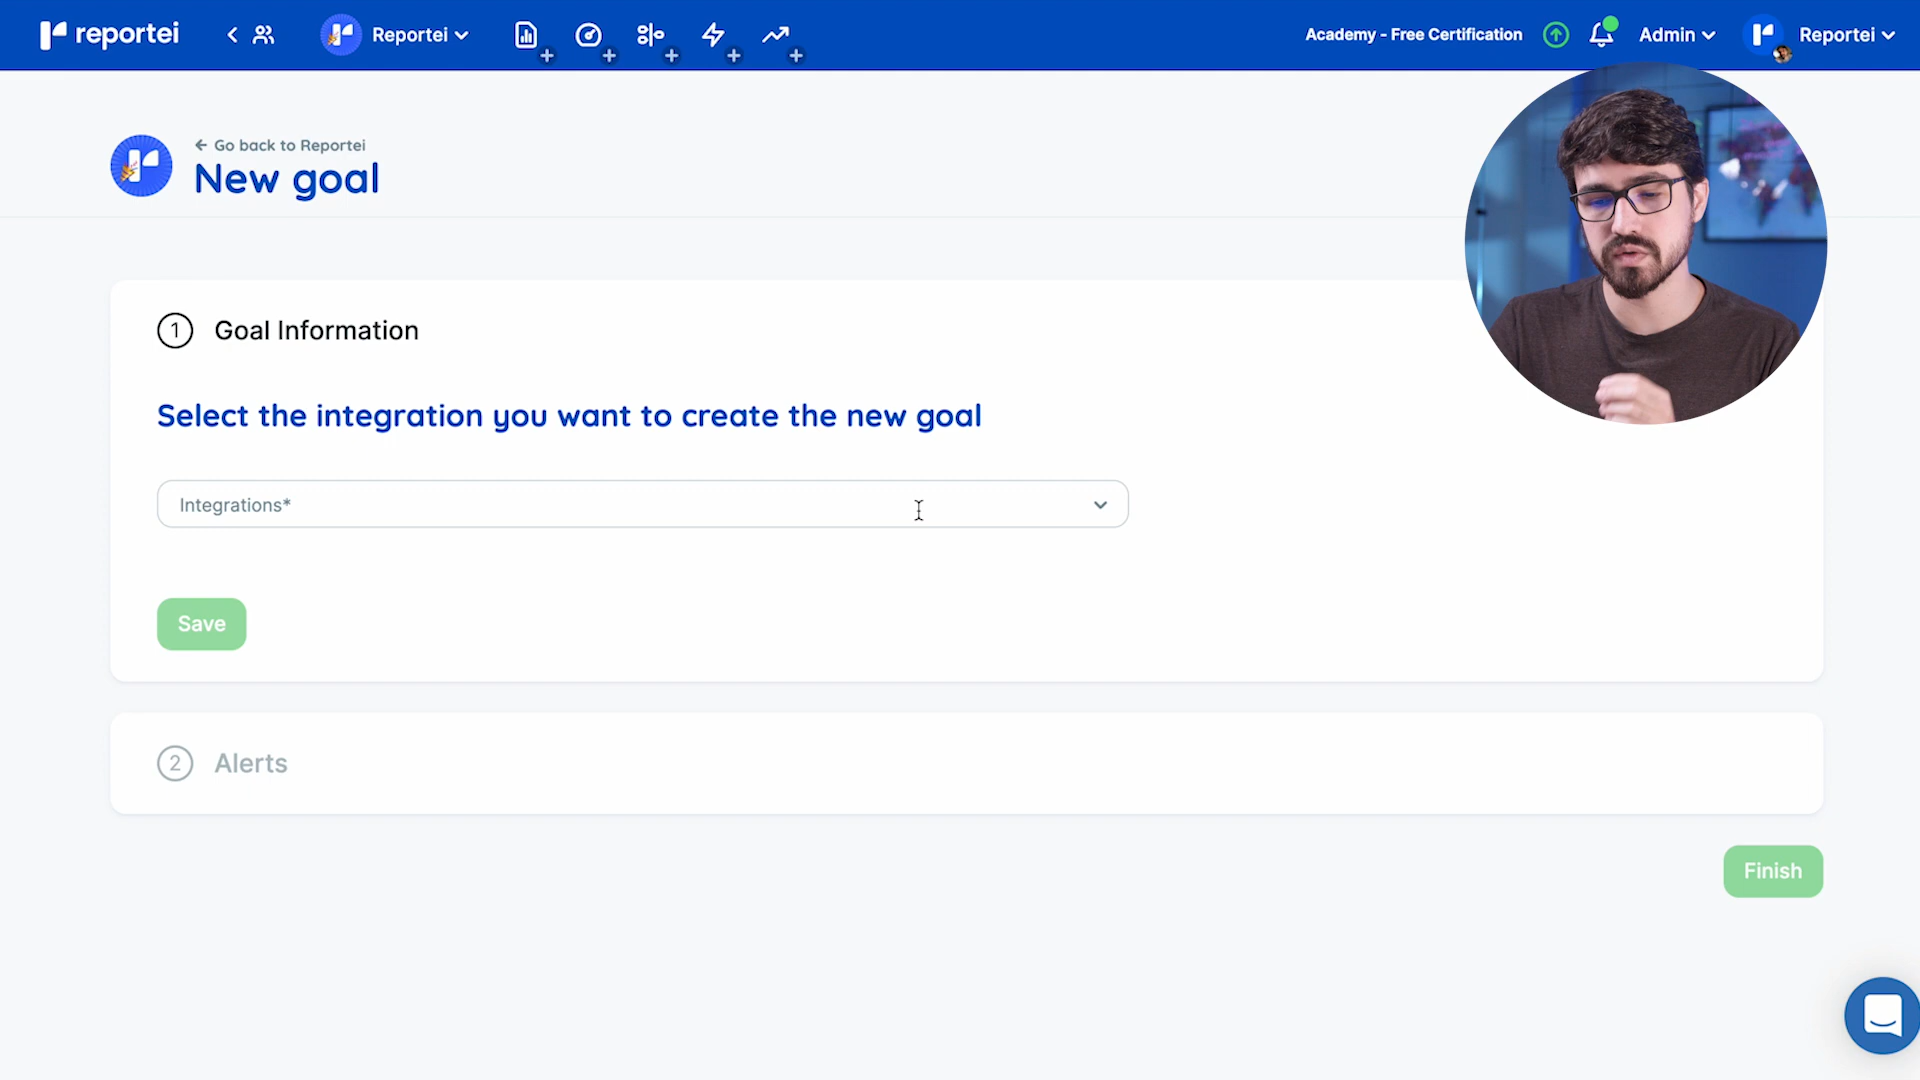 reportei
Reportei
Academy - Free Certification
Admin
Reportei
Go back to Reportei
New goal
1 Goal Information
Select the integration you want to create the new goal
Integrations*
Save
2 Alerts
Finish